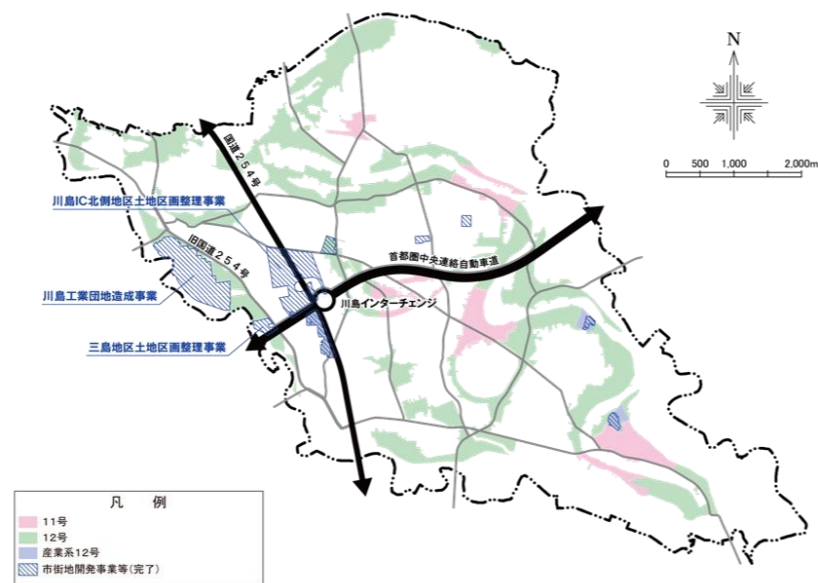 N
0 500 1,000 2,000m
国道254号
川島IC北側地区土地区画整理事業
旧国道254号
首都圏中央連絡自動車道
川島工業団地造成事業
川島インターチェンジ
三島地区土地区画整理事業
凡 例
11号
12号
産業系12号
市街地開発事業等(完了)